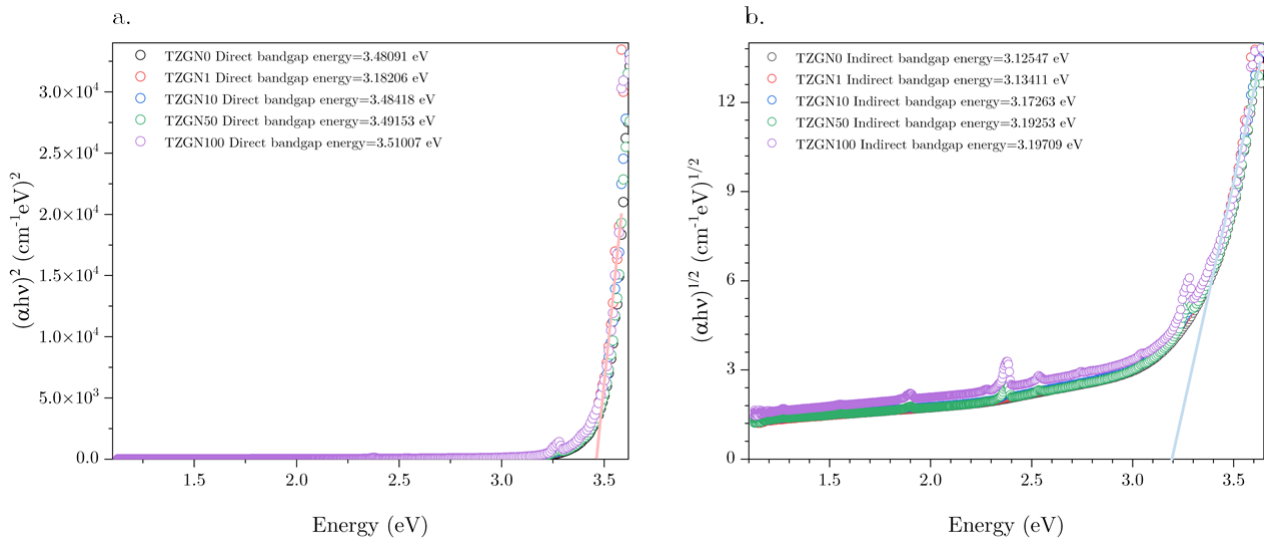 a.
TZGN0 Direct bandgap energy=3.48091 eV
TZGN1 Direct bandgap energy=3.18206 eV
TZGN10 Direct bandgap energy=3.48418 eV
TZGN50 Direct bandgap energy=3.49153 eV
TZGN100 Direct bandgap energy=3.51007 eV
3.0×10⁴
2.5×10⁴
2.0×10⁴
1.5×10⁴
1.0×10⁴
5.0×10³
0.0
(αhν)² (cm⁻¹eV)²
1.5
2.0
2.5
3.0
3.5
Energy (eV)
b.
TZGN0 Indirect bandgap energy=3.12547 eV
TZGN1 Indirect bandgap energy=3.13411 eV
TZGN10 Indirect bandgap energy=3.17263 eV
TZGN50 Indirect bandgap energy=3.19253 eV
TZGN100 Indirect bandgap energy=3.19709 eV
12
9
6
3
0
(αhν)¹/² (cm⁻¹eV)¹/²
1.5
2.0
2.5
3.0
3.5
Energy (eV)